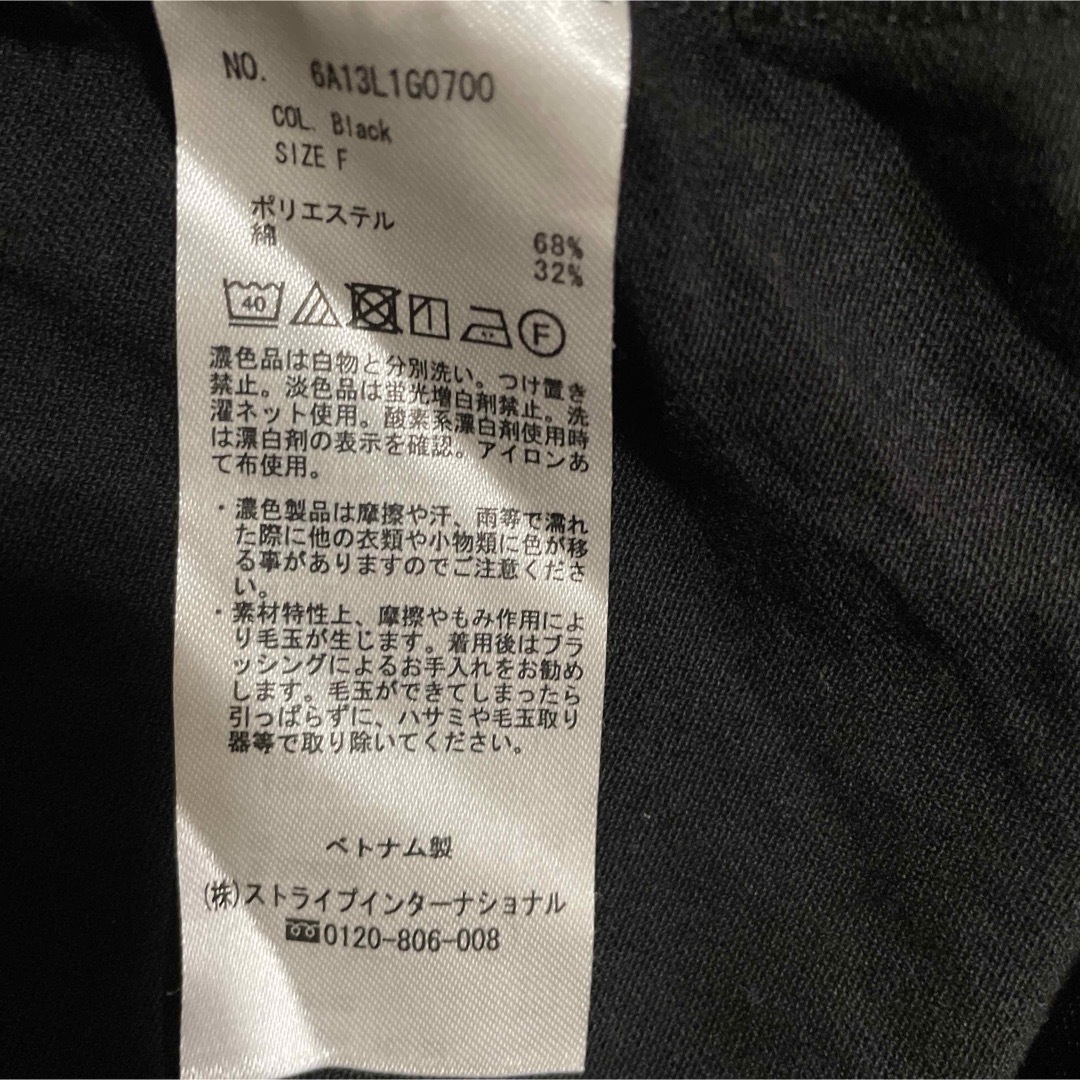 NO. 6A13L1G0700
COL. Black
SIZE F
ポリエステル 68%
綿 32%
40 F
濃色品は白物と分別洗い。つけ置き
禁止。淡色品は蛍光増白剤禁止。洗
濯ネット使用。酸素系漂白剤使用時
は漂白剤の表示を確認。アイロンあ
て布使用。
・濃色製品は摩擦や汗、雨等で濡れ
た際に他の衣類や小物類に色が移
る事がありますのでご注意くださ
い。
・素材特性上、摩擦やもみ作用によ
り毛玉が生じます。着用後はブラ
ッシングによるお手入れをお勧め
します。毛玉ができてしまったら
引っぱらずに、ハサミや毛玉取り
器等で取り除いてください。
ベトナム製
(株)ストライプインターナショナル
0120-806-008